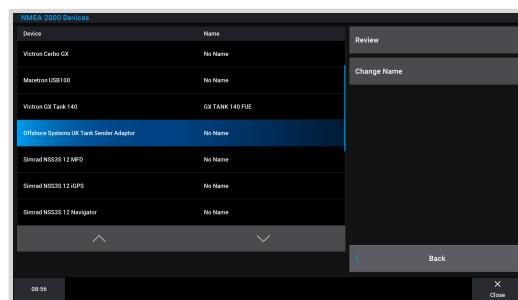 NMEA 2000 Devices
Device Name
Victron Cerbo GX No Name
Maretron USB100 No Name
Victron GX Tank 140 GX TANK 140 FUE
Offshore Systems UK Tank Sender Adaptor No Name
Simrad NSS3S 12 MFD No Name
Simrad NSS3S 12 iGPS No Name
Simrad NSS3S 12 Navigator No Name
Review
Change Name
Back
08:56
Close